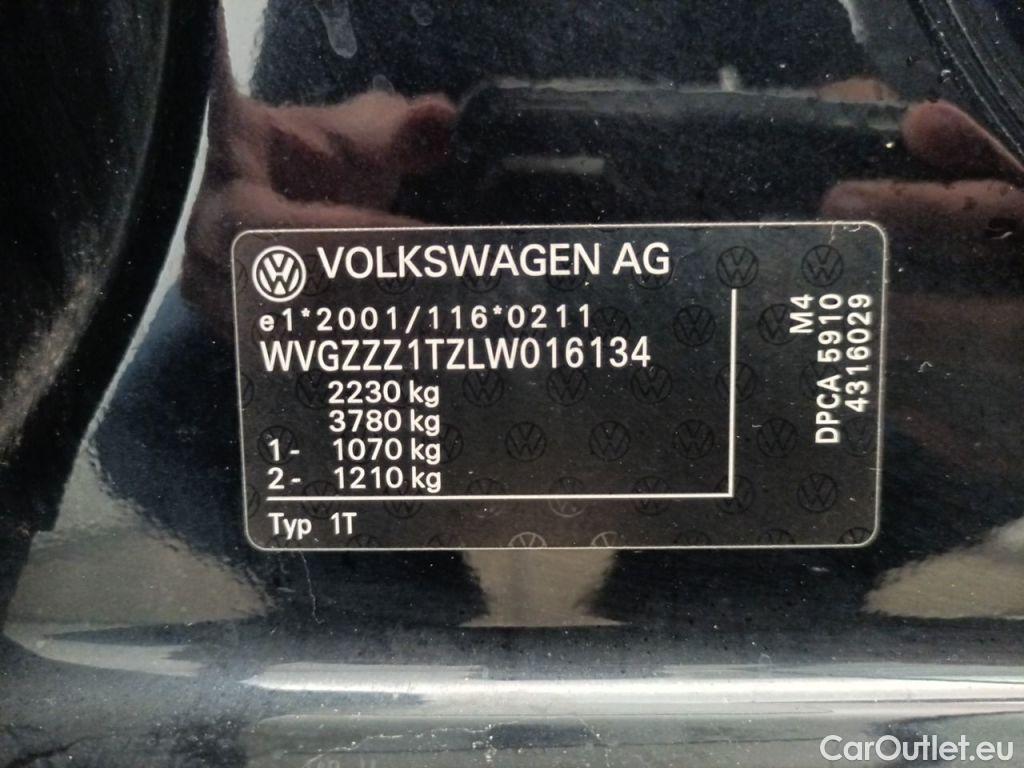 VOLKSWAGEN AG
e1*2001/116*0211
WVGZZZ1TZLW016134
2230 kg
3780 kg
1- 1070 kg
2- 1210 kg
Typ 1T
M4
DPCA 5910
4316029
CarOutlet.eu